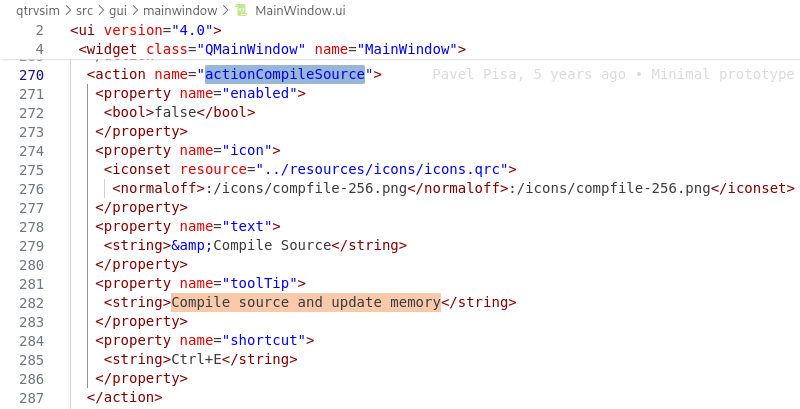 qtrvsim > src > gui > mainwindow > MainWindow.ui
2 <ui version="4.0">
4 <widget class="QMainWindow" name="MainWindow">
270 <action name="actionCompileSource"> Pavel Pisa, 5 years ago • Minimal prototype
271 <property name="enabled">
272 <bool>false</bool>
273 </property>
274 <property name="icon">
275 <iconset resource="../resources/icons/icons.qrc">
276 <normaloff>:/icons/compfile-256.png</normaloff>:/icons/compfile-256.png</iconset>
277 </property>
278 <property name="text">
279 <string>&amp;Compile Source</string>
280 </property>
281 <property name="toolTip">
282 <string>Compile source and update memory</string>
283 </property>
284 <property name="shortcut">
285 <string>Ctrl+E</string>
286 </property>
287 </action>